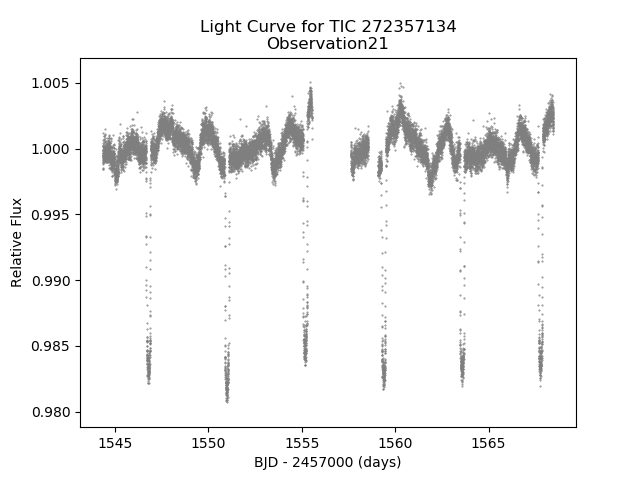 Light Curve for TIC 272357134
Observation21
1.005
1.000
0.995
0.990
0.985
0.980
Relative Flux
1545 1550 1555 1560 1565
BJD - 2457000 (days)